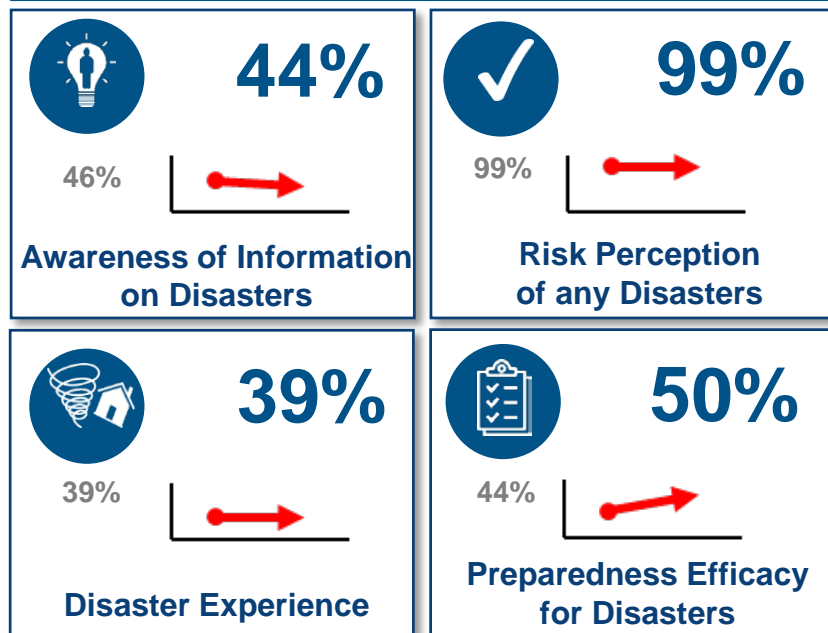 44%
46%
Awareness of Information
on Disasters
99%
99%
Risk Perception
of any Disasters
39%
39%
Disaster Experience
50%
44%
Preparedness Efficacy
for Disasters